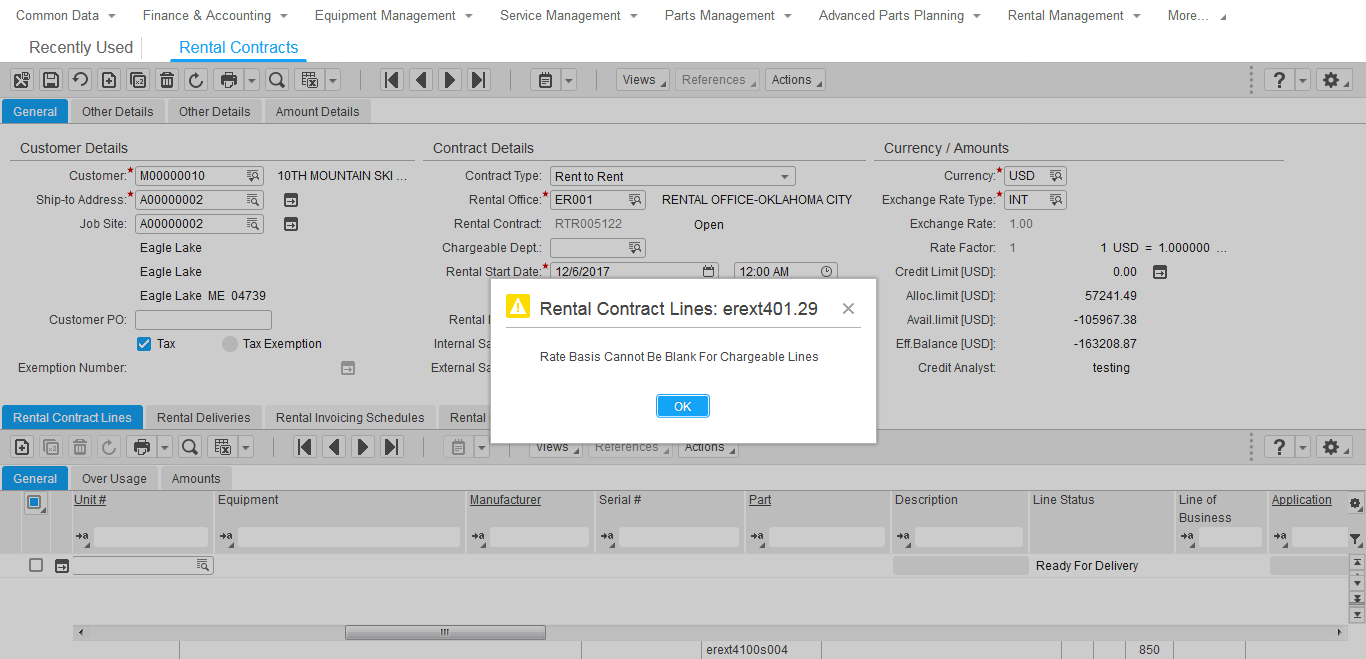 Common Data Finance & Accounting Equipment Management Service Management Parts Management Advanced Parts Planning Rental Management More...
Recently Used Rental Contracts
Views References Actions ?
General Other Details Other Details Amount Details
Customer Details Contract Details Currency / Amounts
Customer:* M00000010 10TH MOUNTAIN SKI ... Contract Type: Rent to Rent Currency:* USD
Ship-to Address:* A00000002 Rental Office:* ER001 RENTAL OFFICE-OKLAHOMA CITY Exchange Rate Type:* INT
Job Site: A00000002 Rental Contract: RTR005122 Open Exchange Rate: 1.00
Eagle Lake Chargeable Dept.: Rate Factor: 1 1 USD = 1.000000 ...
Eagle Lake Rental Start Date:* 12/6/2017 12:00 AM Credit Limit [USD]: 0.00
Eagle Lake ME 04739 Alloc.limit [USD]: 57241.49
Customer PO: Rental Avail.limit [USD]: -105967.38
Tax Tax Exemption Internal Sa Eff.Balance [USD]: -163208.87
Exemption Number: External Sa Credit Analyst: testing
Rental Contract Lines: erext401.29
Rate Basis Cannot Be Blank For Chargeable Lines
OK
Rental Contract Lines Rental Deliveries Rental Invoicing Schedules Rental
Views References Actions ?
General Over Usage Amounts
Unit # Equipment Manufacturer Serial # Part Description Line Status Line of Business Application
Ready For Delivery
erext4100s004 850